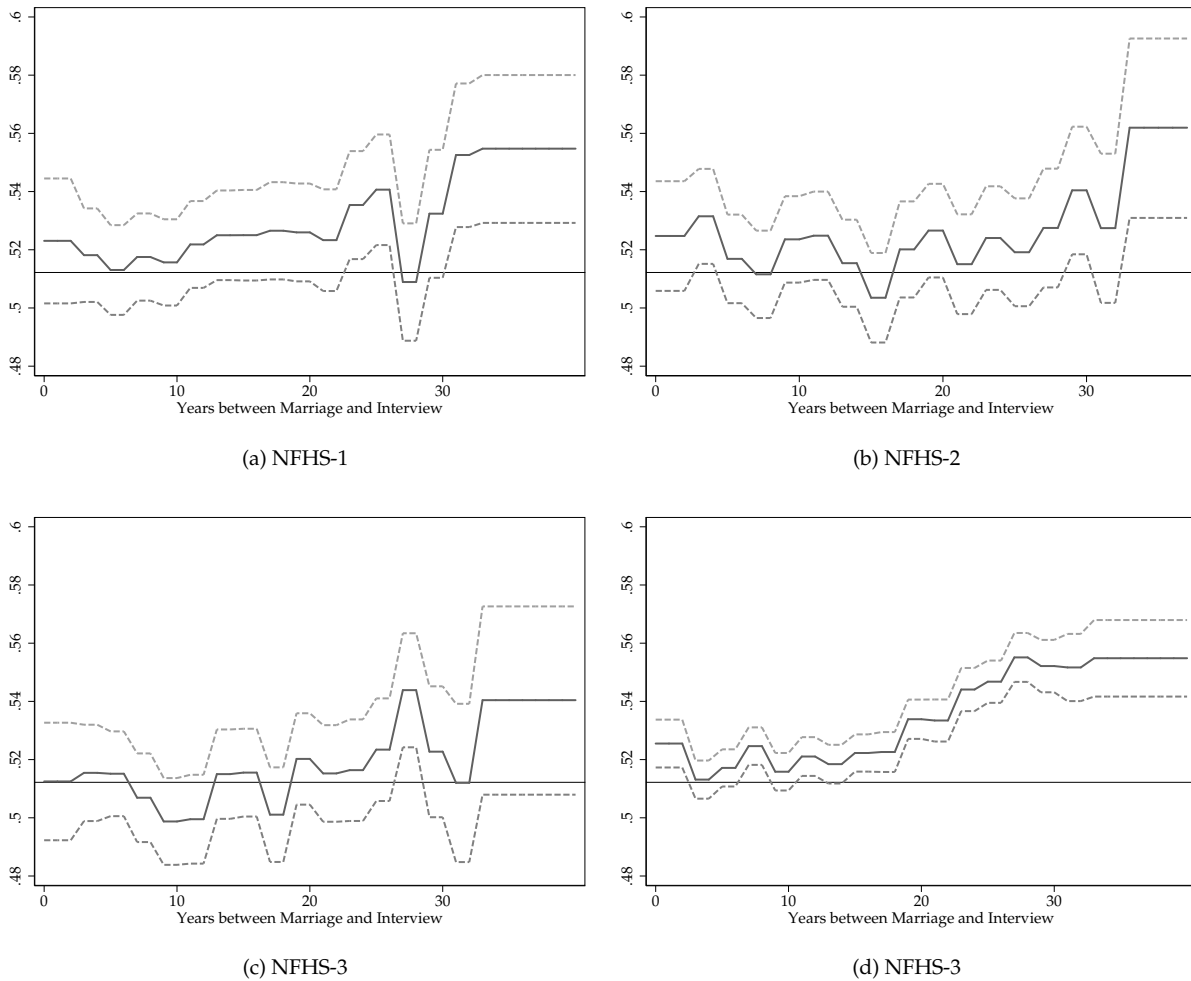 .6
.58
.56
.54
.52
.5
.48
0 10 20 30
Years between Marriage and Interview
(a) NFHS-1
.6
.58
.56
.54
.52
.5
.48
0 10 20 30
Years between Marriage and Interview
(b) NFHS-2
.6
.58
.56
.54
.52
.5
.48
0 10 20 30
Years between Marriage and Interview
(c) NFHS-3
.6
.58
.56
.54
.52
.5
.48
0 10 20 30
Years between Marriage and Interview
(d) NFHS-3